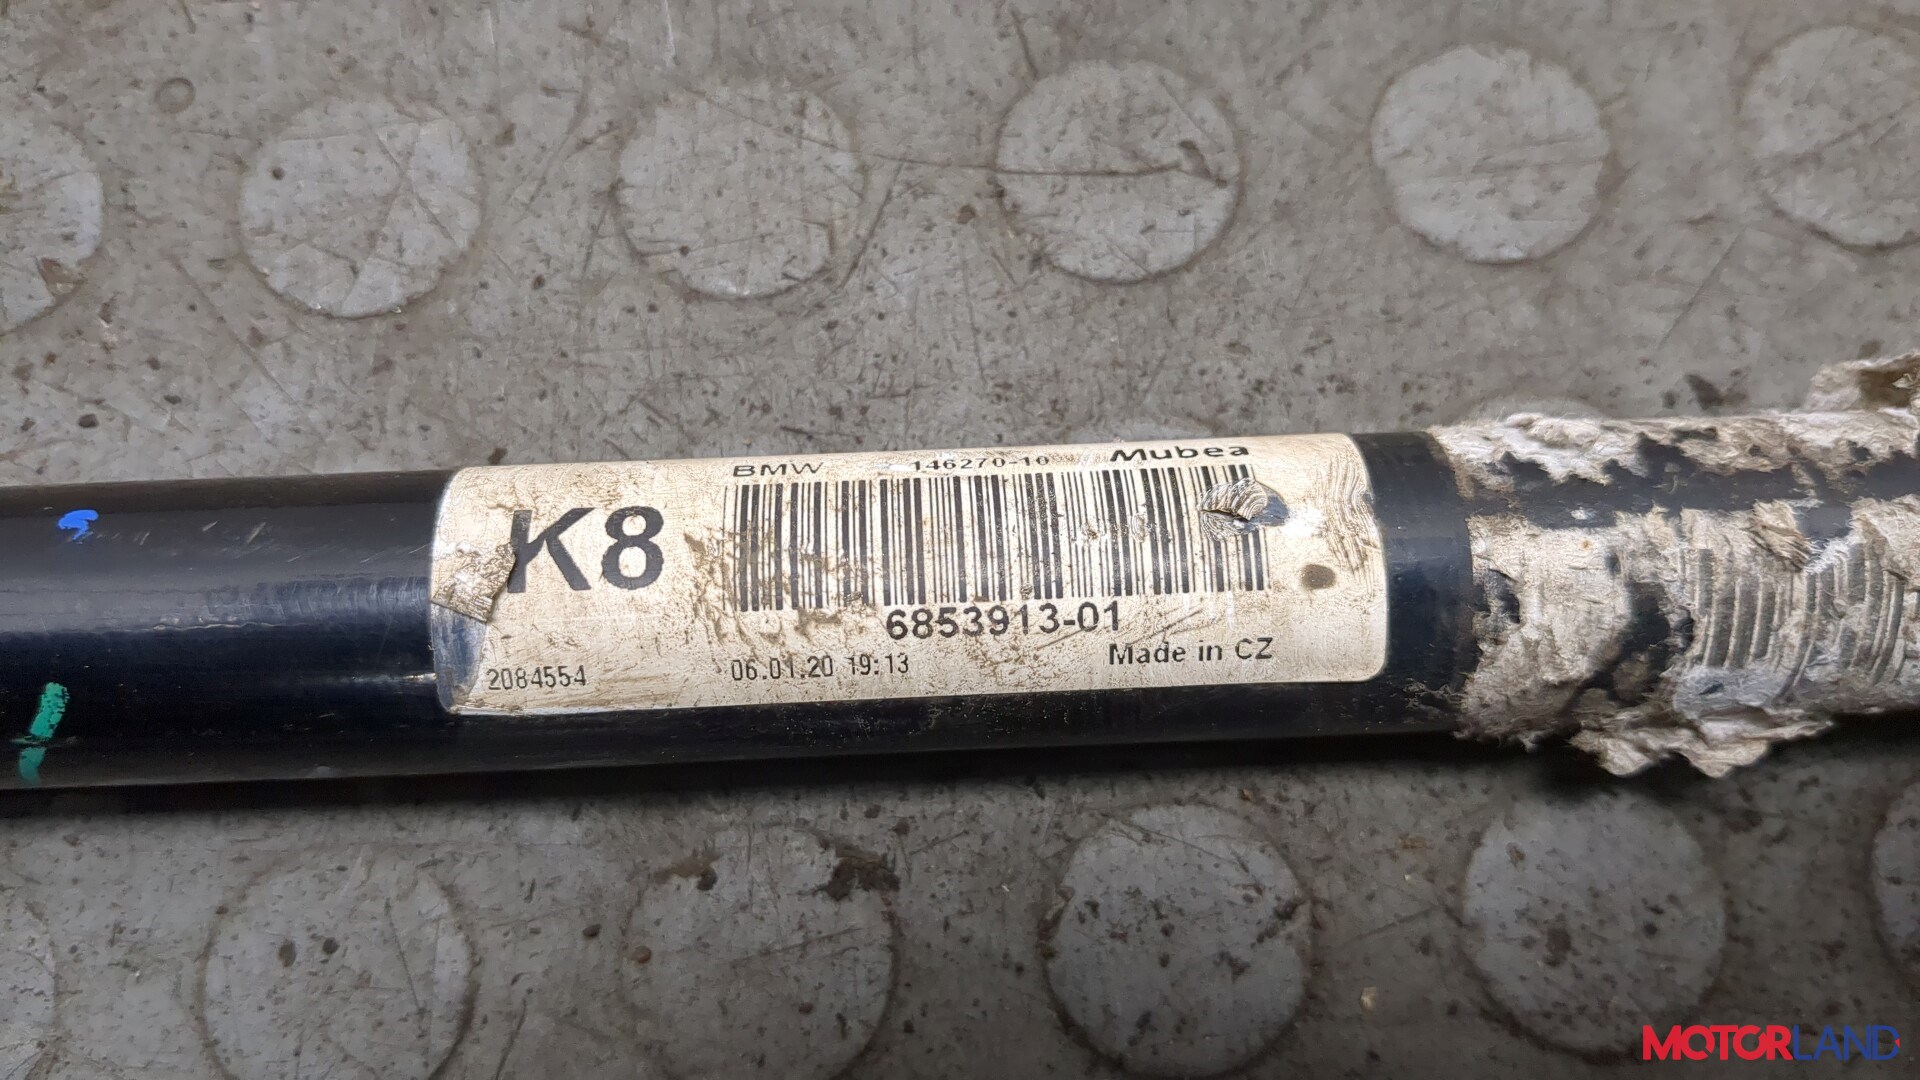 BMW 146270-10 Mubea
K8
6853913-01
Made in CZ
2084554 06.01.20 19:13
MOTORLAND